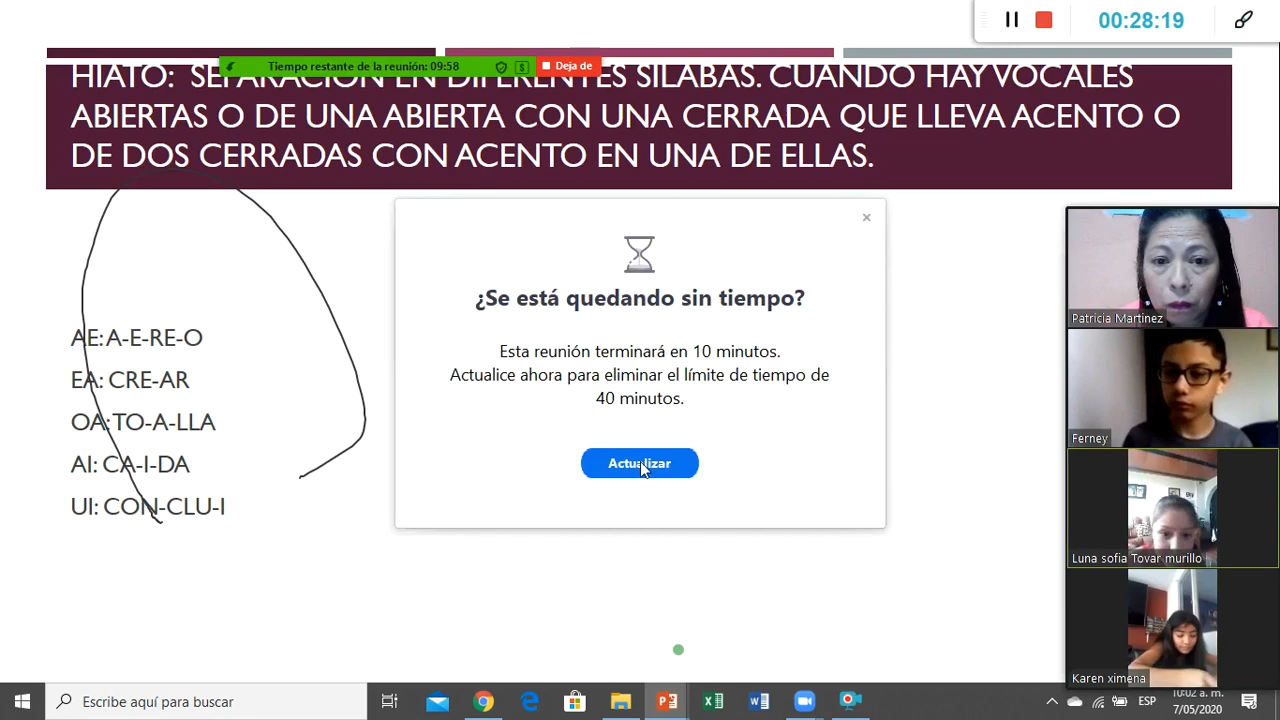 00:28:19
Tiempo restante de la reunión: 09:58
Deja de
HIATO: SEPARACIÓN EN DIFERENTES SILABAS. CUANDO HAY VOCALES
ABIERTAS O DE UNA ABIERTA CON UNA CERRADA QUE LLEVA ACENTO O
DE DOS CERRADAS CON ACENTO EN UNA DE ELLAS.
¿Se está quedando sin tiempo?
Esta reunión terminará en 10 minutos.
Actualice ahora para eliminar el límite de tiempo de
40 minutos.
Actualizar
AE: A-E-RE-O
EA: CRE-AR
OA: TO-A-LLA
AI: CA-I-DA
UI: CON-CLU-I
Patricia Martinez
Ferney
Luna sofia Tovar murillo
Karen ximena
Escribe aquí para buscar
ESP
10:02 a. m.
7/05/2020